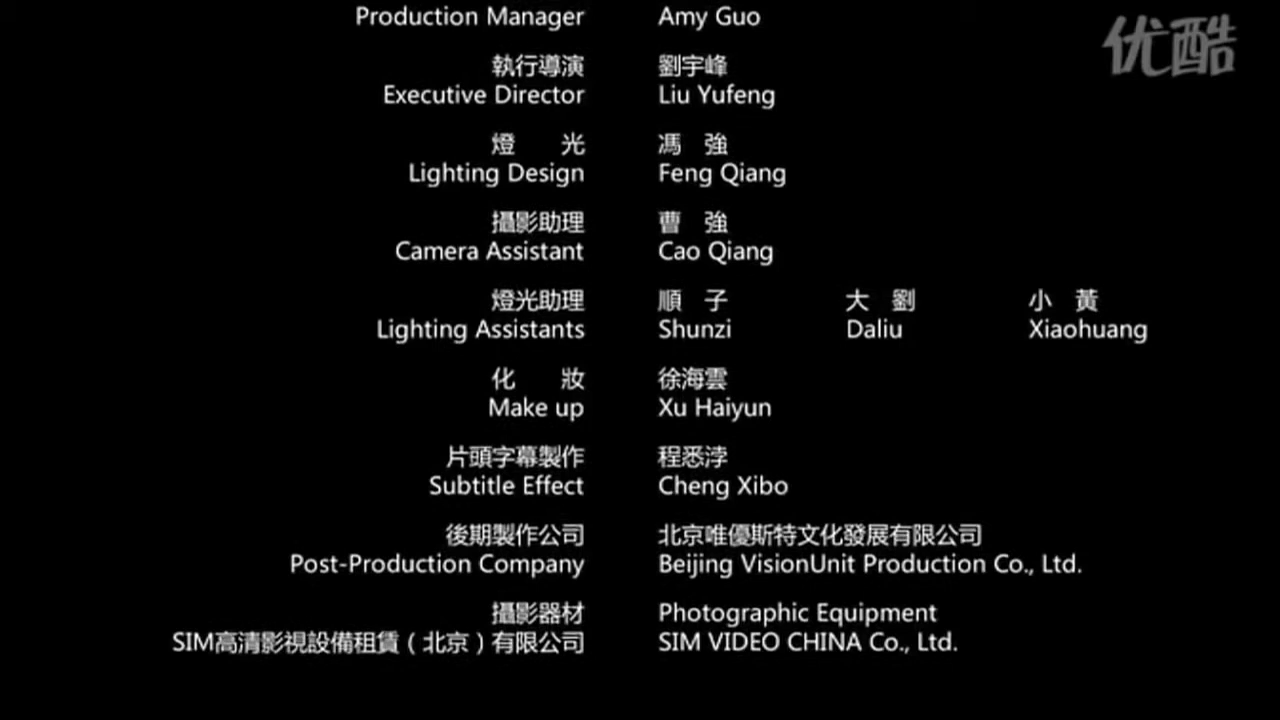 Production Manager Amy Guo
優酷
執行導演 劉宇峰
Executive Director Liu Yufeng
燈 光 馮 強
Lighting Design Feng Qiang
攝影助理 曹 強
Camera Assistant Cao Qiang
燈光助理 順 子 大 劉 小 黃
Lighting Assistants Shunzi Daliu Xiaohuang
化 妝 徐海雲
Make up Xu Haiyun
片頭字幕製作 程悉浡
Subtitle Effect Cheng Xibo
後期製作公司 北京唯優斯特文化發展有限公司
Post-Production Company Beijing VisionUnit Production Co., Ltd.
攝影器材 Photographic Equipment
SIM高清影視設備租賃（北京）有限公司 SIM VIDEO CHINA Co., Ltd.